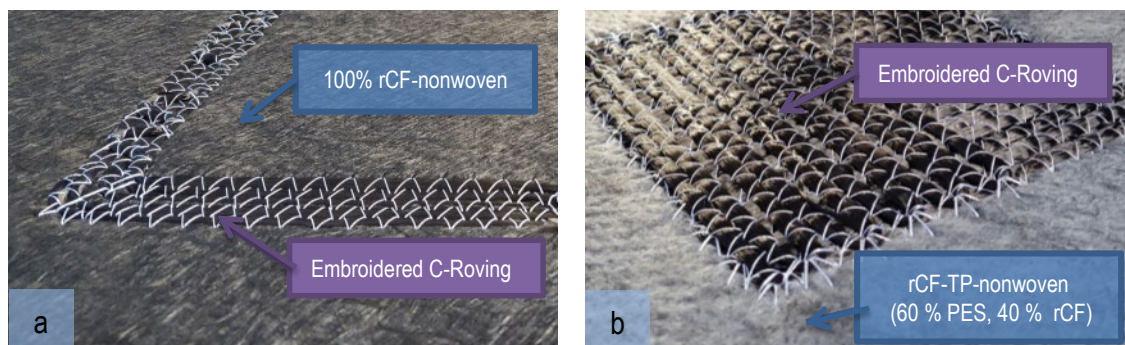 100% rCF-nonwoven
Embroidered C-Roving
a
Embroidered C-Roving
rCF-TP-nonwoven
(60 % PES, 40 % rCF)
b